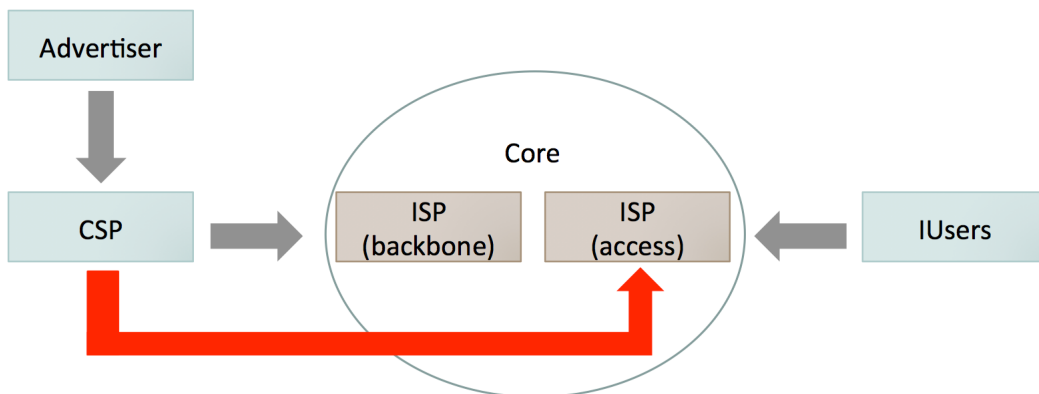 Advertiser
Core
CSP
ISP
(backbone)
ISP
(access)
IUsers